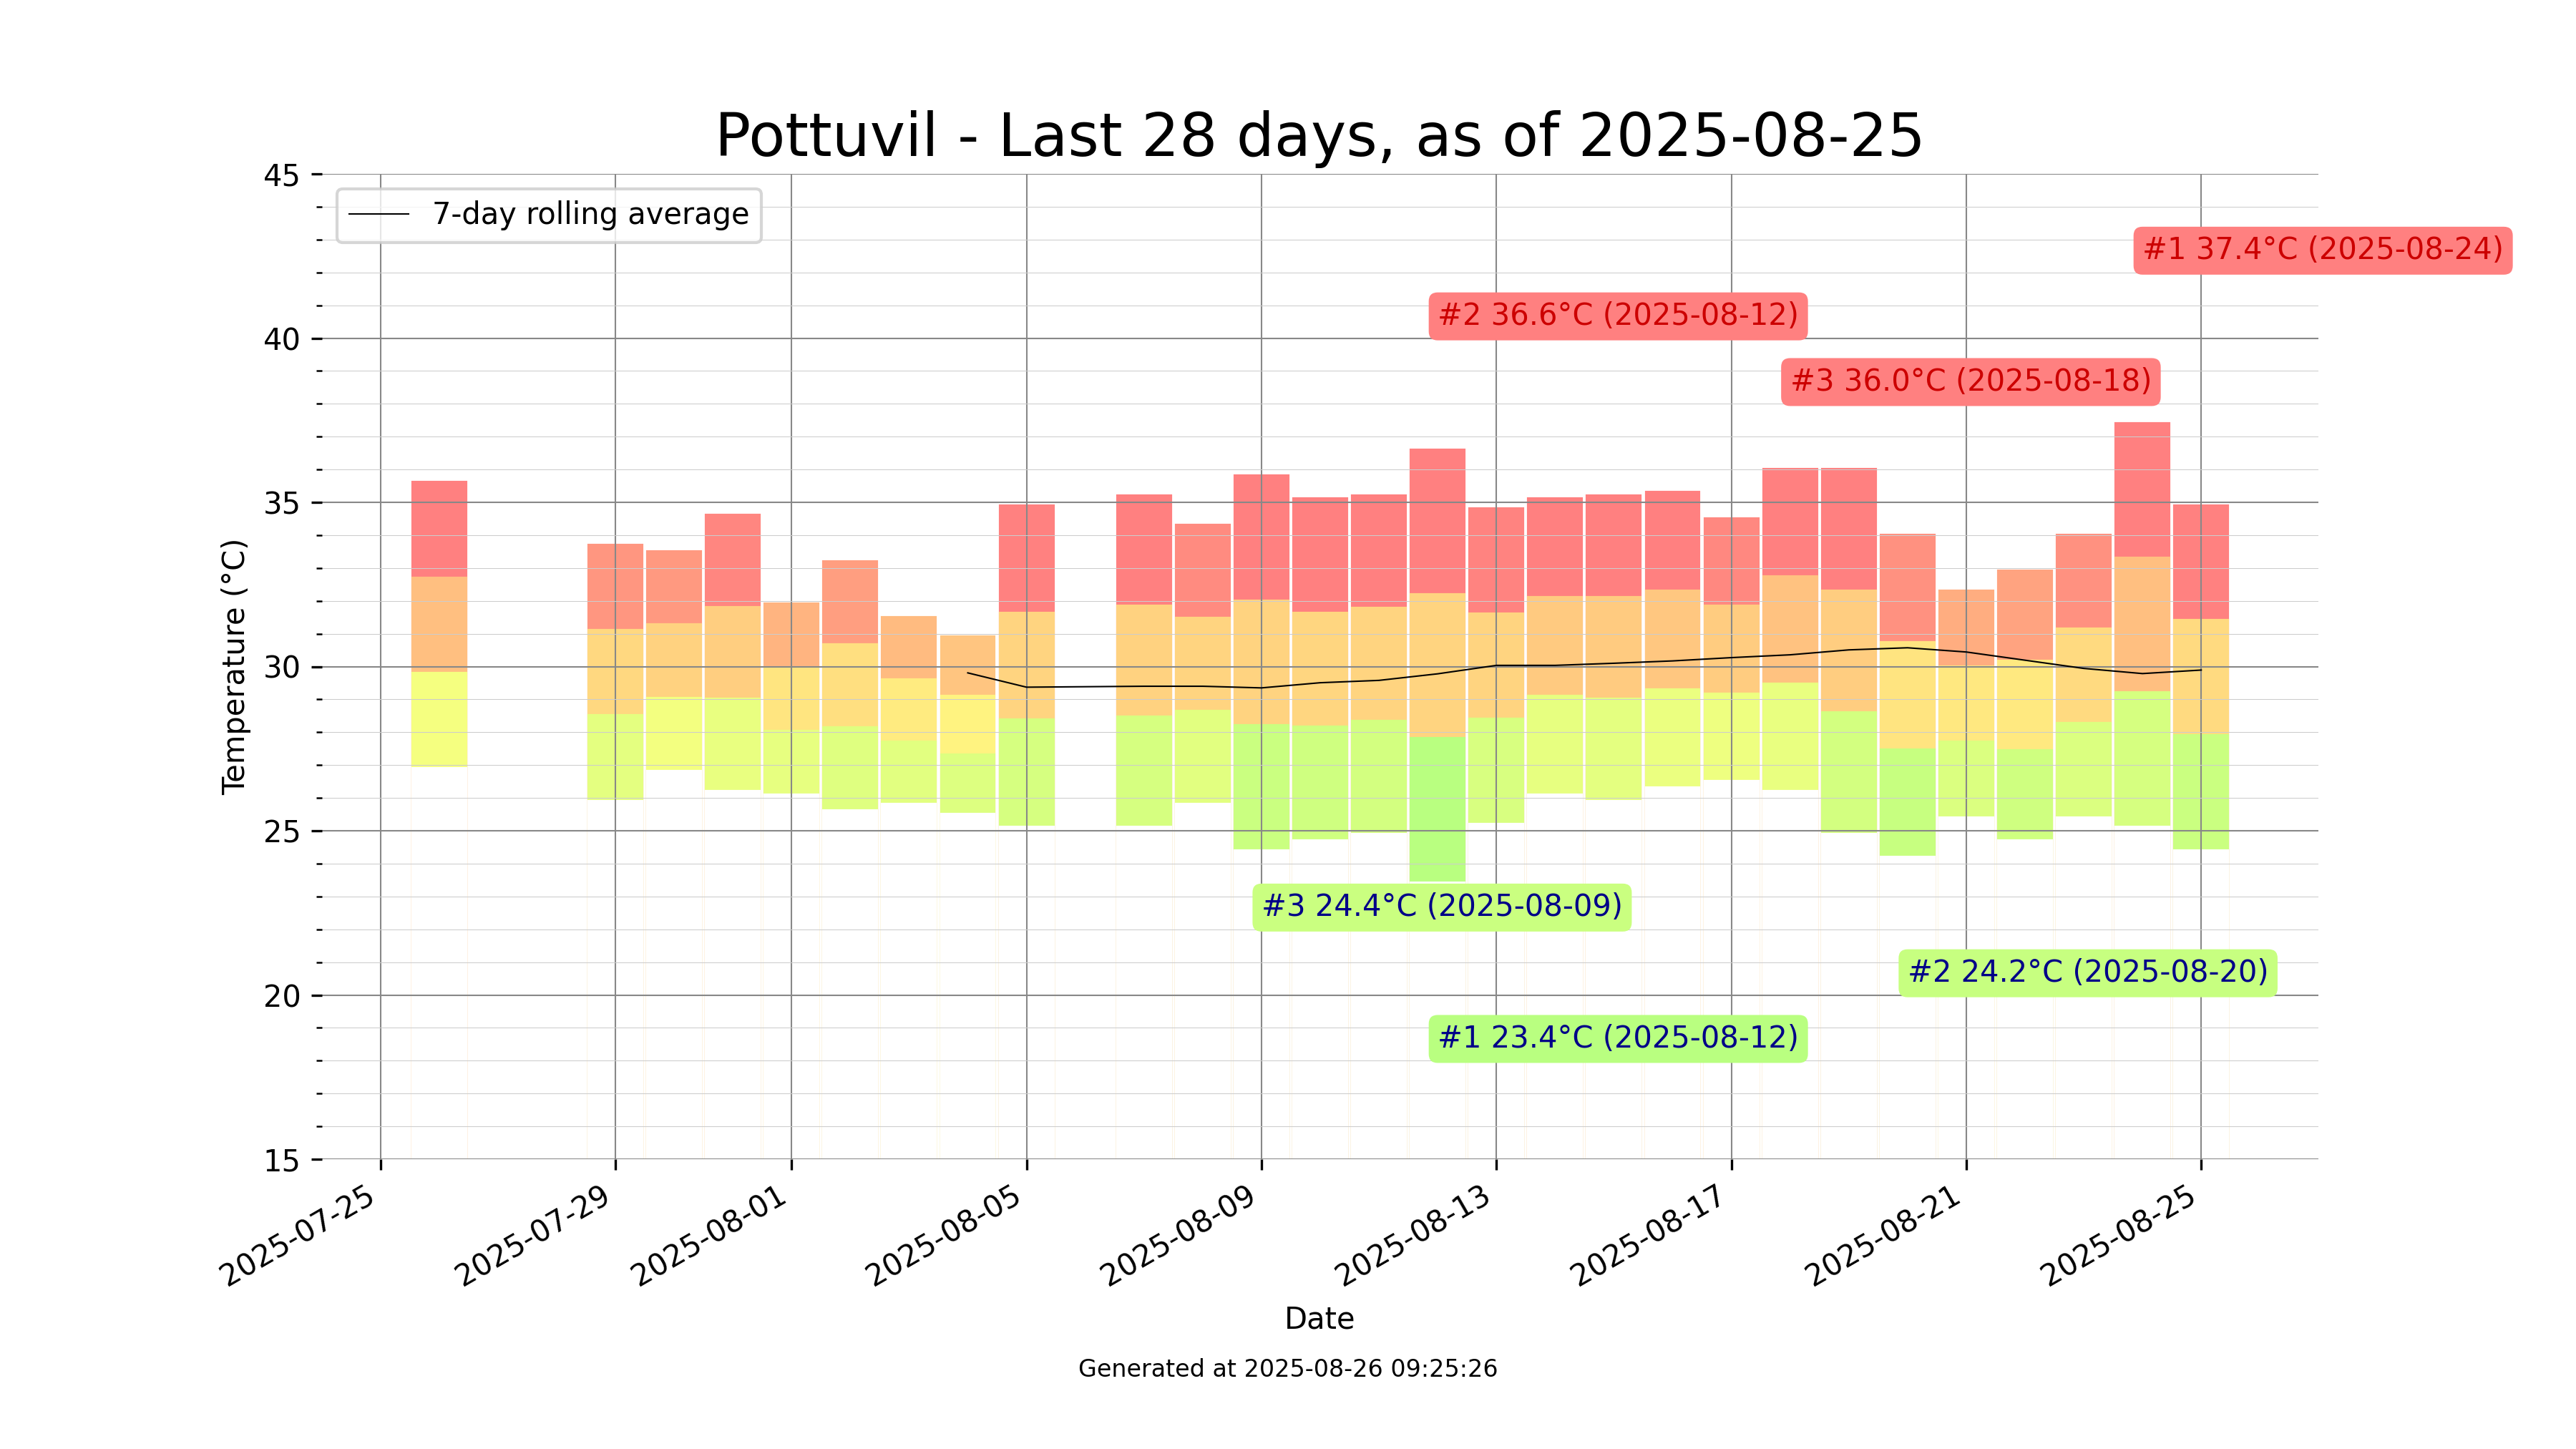 Pottuvil - Last 28 days, as of 2025-08-25
45
7-day rolling average
#1 37.4°C (2025-08-24)
#2 36.6°C (2025-08-12)
40
#3 36.0°C (2025-08-18)
35
Temperature (°C)
30
25
#3 24.4°C (2025-08-09)
#2 24.2°C (2025-08-20)
20
#1 23.4°C (2025-08-12)
15
2025-07-25
2025-07-29
2025-08-01
2025-08-05
2025-08-09
2025-08-13
2025-08-17
2025-08-21
2025-08-25
Date
Generated at 2025-08-26 09:25:26